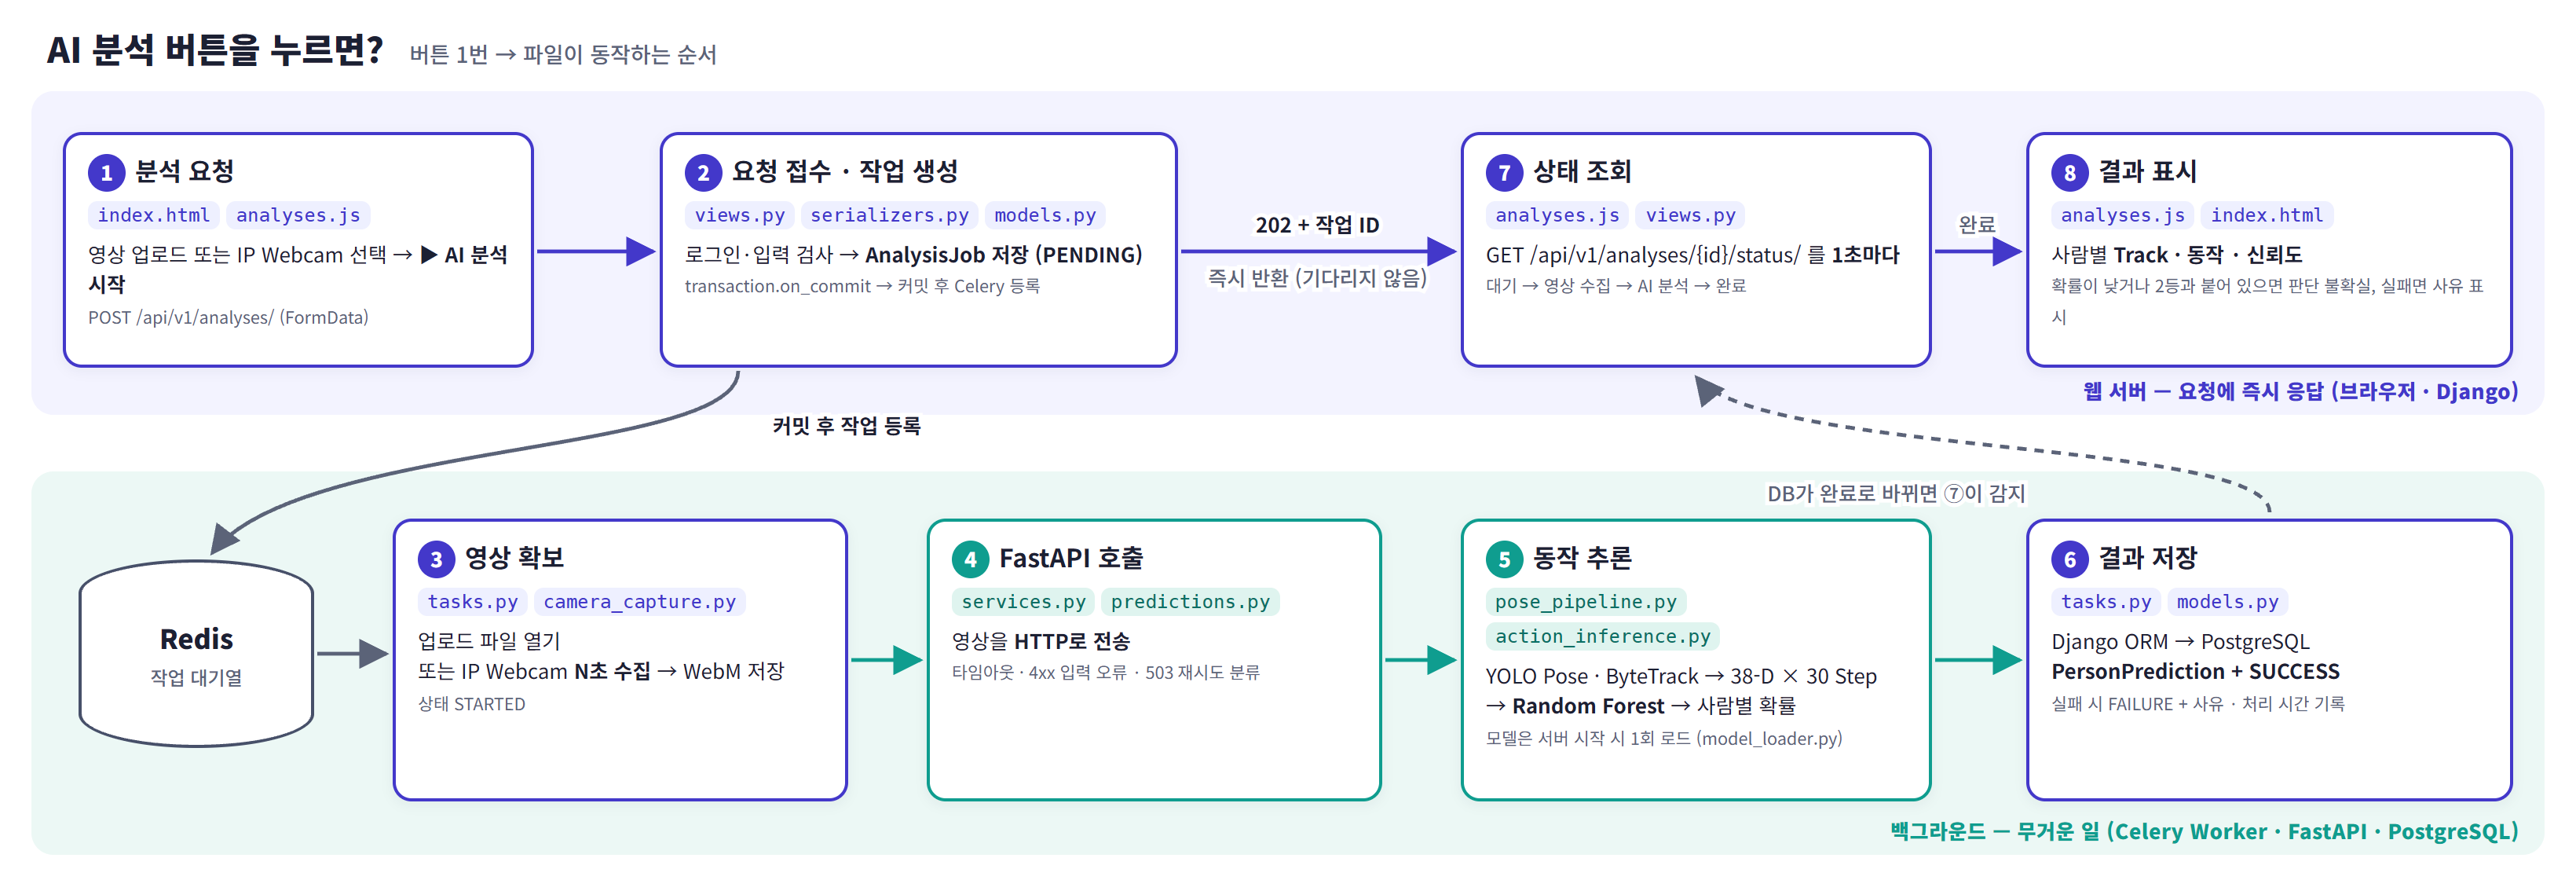 AI 분석 버튼을 누르면? 버튼 1번 → 파일이 동작하는 순서
1 분석 요청
index.html analyses.js
영상 업로드 또는 IP Webcam 선택 → ▶ AI 분석
시작
POST /api/v1/analyses/ (FormData)
2 요청 접수 · 작업 생성
views.py serializers.py models.py
로그인·입력 검사 → AnalysisJob 저장 (PENDING)
transaction.on_commit → 커밋 후 Celery 등록
202 + 작업 ID
즉시 반환 (기다리지 않음)
7 상태 조회
analyses.js views.py
GET /api/v1/analyses/{id}/status/ 를 1초마다
대기 → 영상 수집 → AI 분석 → 완료
완료
8 결과 표시
analyses.js index.html
사람별 Track · 동작 · 신뢰도
확률이 낮거나 2등과 붙어 있으면 판단 불확실, 실패면 사유 표
시
웹 서버 — 요청에 즉시 응답 (브라우저 · Django)
커밋 후 작업 등록
DB가 완료로 바뀌면 ⑦이 감지
Redis
작업 대기열
3 영상 확보
tasks.py camera_capture.py
업로드 파일 열기
또는 IP Webcam N초 수집 → WebM 저장
상태 STARTED
4 FastAPI 호출
services.py predictions.py
영상을 HTTP로 전송
타임아웃 · 4xx 입력 오류 · 503 재시도 분류
5 동작 추론
pose_pipeline.py
action_inference.py
YOLO Pose · ByteTrack → 38-D × 30 Step
→ Random Forest → 사람별 확률
모델은 서버 시작 시 1회 로드 (model_loader.py)
6 결과 저장
tasks.py models.py
Django ORM → PostgreSQL
PersonPrediction + SUCCESS
실패 시 FAILURE + 사유 · 처리 시간 기록
백그라운드 — 무거운 일 (Celery Worker · FastAPI · PostgreSQL)